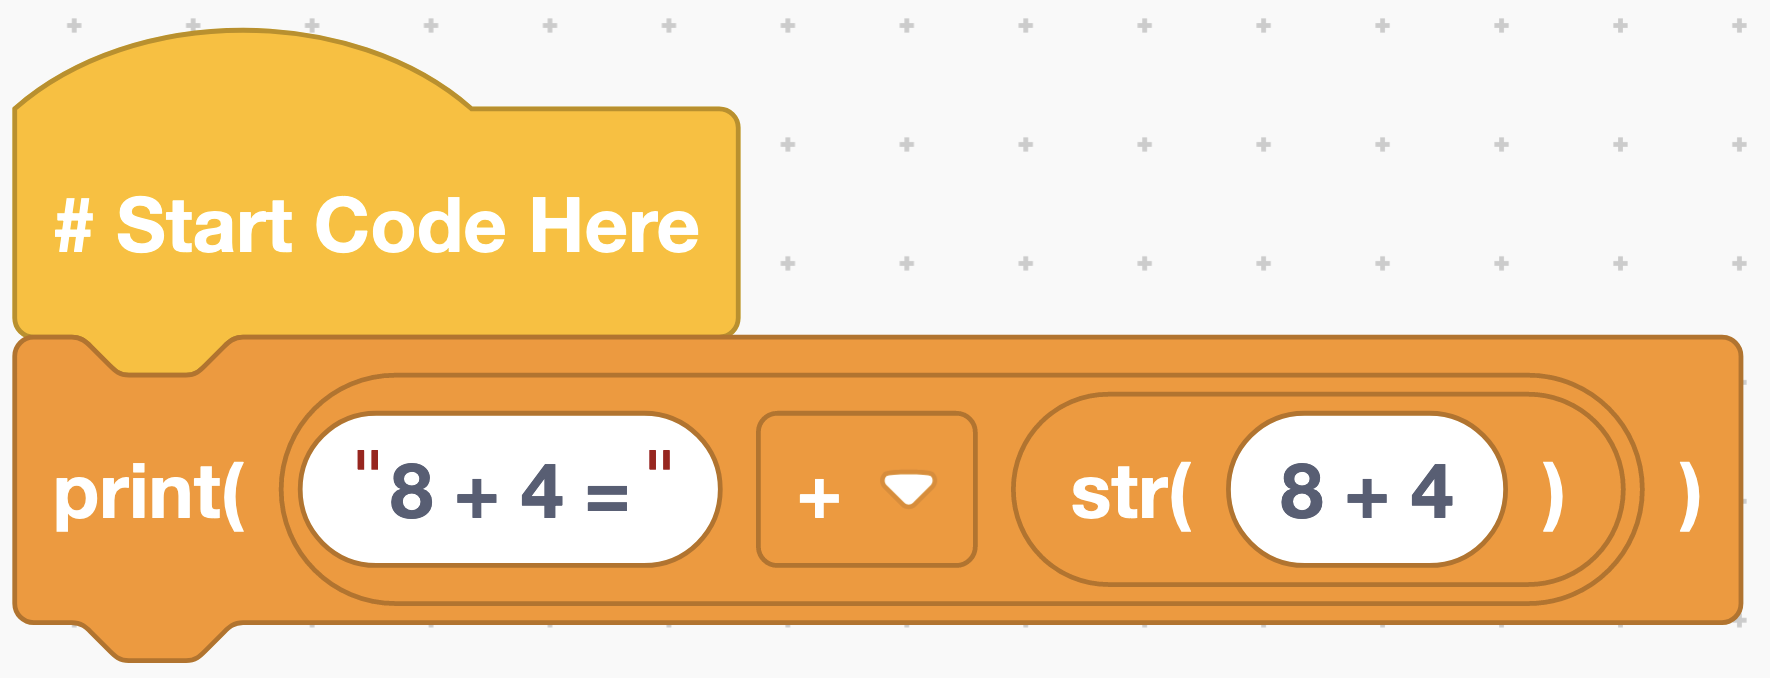 # Start Code Here
print( "8 + 4 = " + str( 8 + 4 ) )